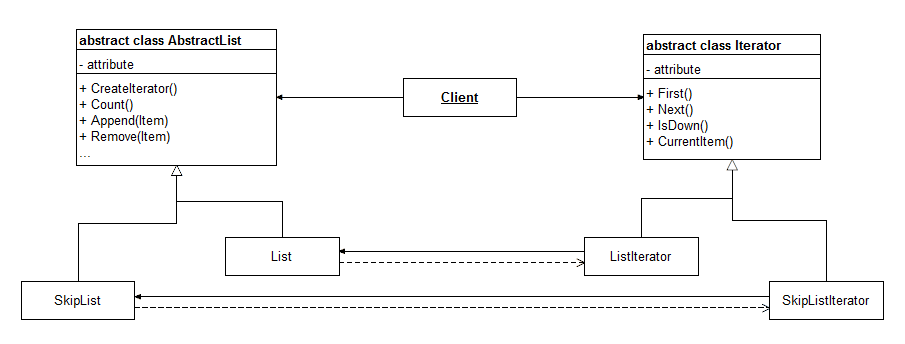 abstract class AbstractList
- attribute
+ CreateIterator()
+ Count()
+ Append(Item)
+ Remove(Item)
...
Client
abstract class Iterator
- attribute
+ First()
+ Next()
+ IsDown()
+ CurrentItem()
List
ListIterator
SkipList
SkipListIterator